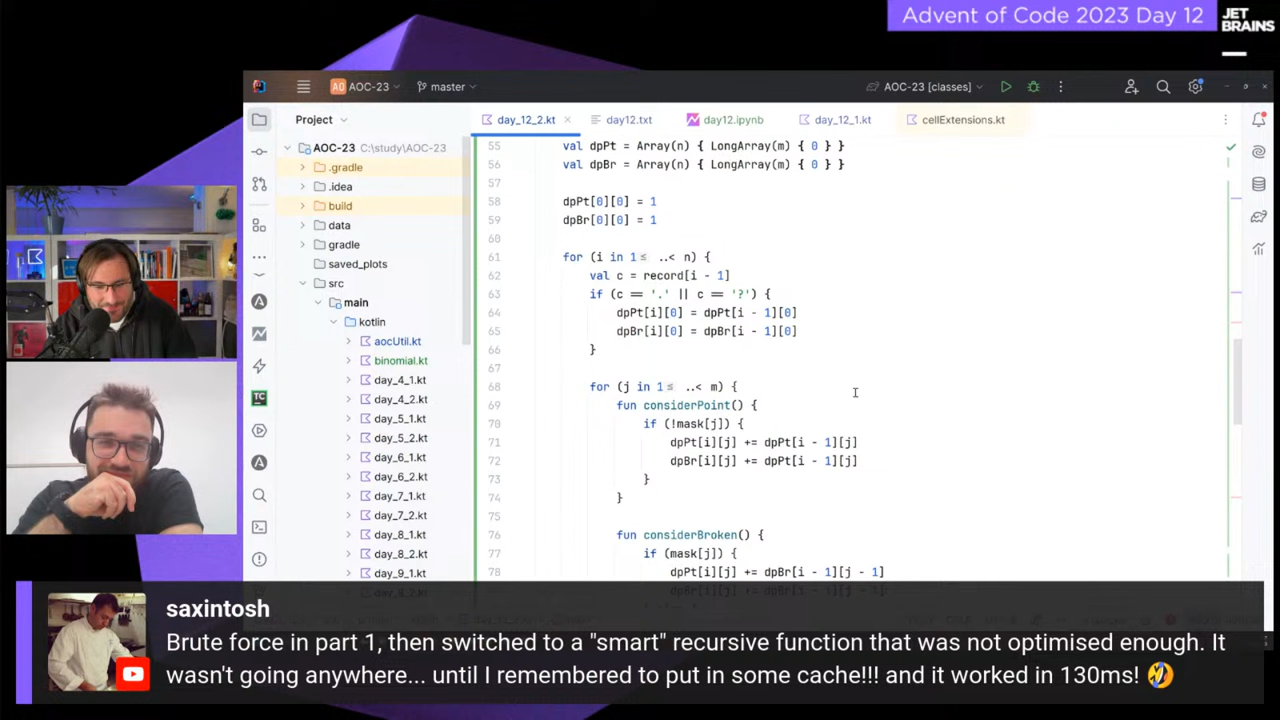 Advent of Code 2023 Day 12
JET
BRAINS
AO AOC-23
master
AOC-23 [classes]
Project
day_12_2.kt
day12.txt
day12.ipynb
day_12_1.kt
cellExtensions.kt
AOC-23 C:\study\AOC-23
.gradle
.idea
build
data
gradle
saved_plots
src
main
kotlin
aocUtil.kt
binomial.kt
day_4_1.kt
day_4_2.kt
day_5_1.kt
day_5_2.kt
day_6_1.kt
day_6_2.kt
day_7_1.kt
day_7_2.kt
day_8_1.kt
day_8_2.kt
day_9_1.kt
55 val dpPt = Array(n) { LongArray(m) { 0 } }
56 val dpBr = Array(n) { LongArray(m) { 0 } }
57
58 dpPt[0][0] = 1
59 dpBr[0][0] = 1
60
61 for (i in 1≤ ..< n) {
62 val c = record[i - 1]
63 if (c == '.' || c == '?') {
64 dpPt[i][0] = dpPt[i - 1][0]
65 dpBr[i][0] = dpBr[i - 1][0]
66 }
67
68 for (j in 1≤ ..< m) {
69 fun considerPoint() {
70 if (!mask[j]) {
71 dpPt[i][j] += dpPt[i - 1][j]
72 dpBr[i][j] += dpPt[i - 1][j]
73 }
74 }
75
76 fun considerBroken() {
77 if (mask[j]) {
78 dpPt[i][j] += dpBr[i - 1][j - 1]
saxintosh
Brute force in part 1, then switched to a "smart" recursive function that was not optimised enough. It
wasn't going anywhere... until I remembered to put in some cache!!! and it worked in 130ms! 🤣